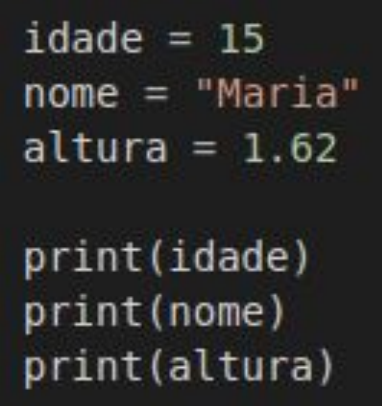 idade = 15
nome = "Maria"
altura = 1.62
print(idade)
print(nome)
print(altura)